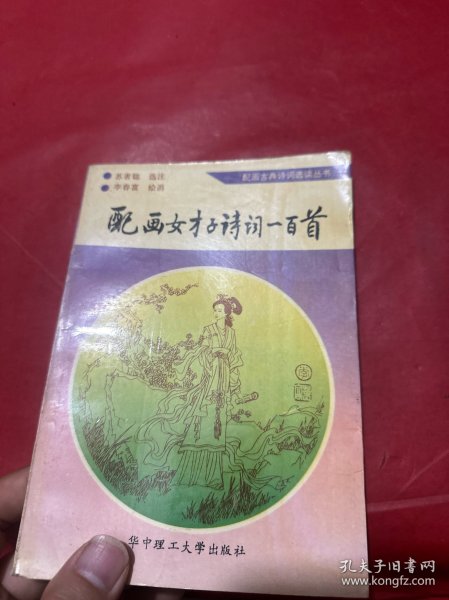 苏者聪 选注
李春富 绘画
配画古典诗词选读丛书
配画女才子诗词一百首
华中理工大学出版社
孔夫子旧书网
www.kongfz.com